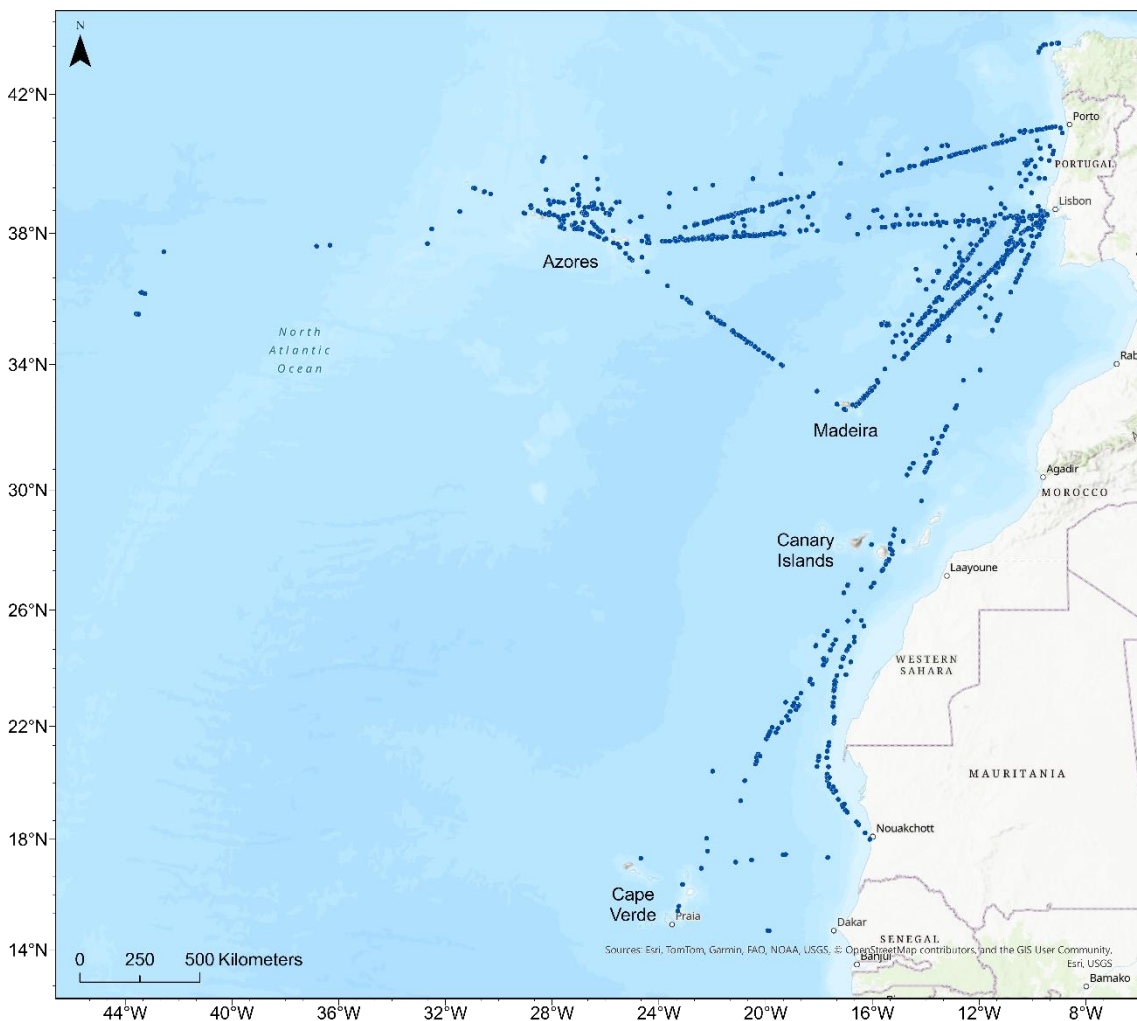 N
42°N
38°N
34°N
30°N
26°N
22°N
18°N
14°N
Porto
PORTUGAL
Lisbon
Azores
North
Atlantic
Ocean
Rab
Madeira
Agadir
MOROCCO
Canary
Islands
Laayoune
WESTERN
SAHARA
MAURITANIA
Nouakchott
Cape
Verde
Praia
Dakar
SENEGAL
Sources: Esri, TomTom, Garmin, FAO, NOAA, USGS, © OpenStreetMap contributors, and the GIS User Community,
Esri, USGS
Banjul
Bamako
0 250 500 Kilometers
44°W 40°W 36°W 32°W 28°W 24°W 20°W 16°W 12°W 8°W